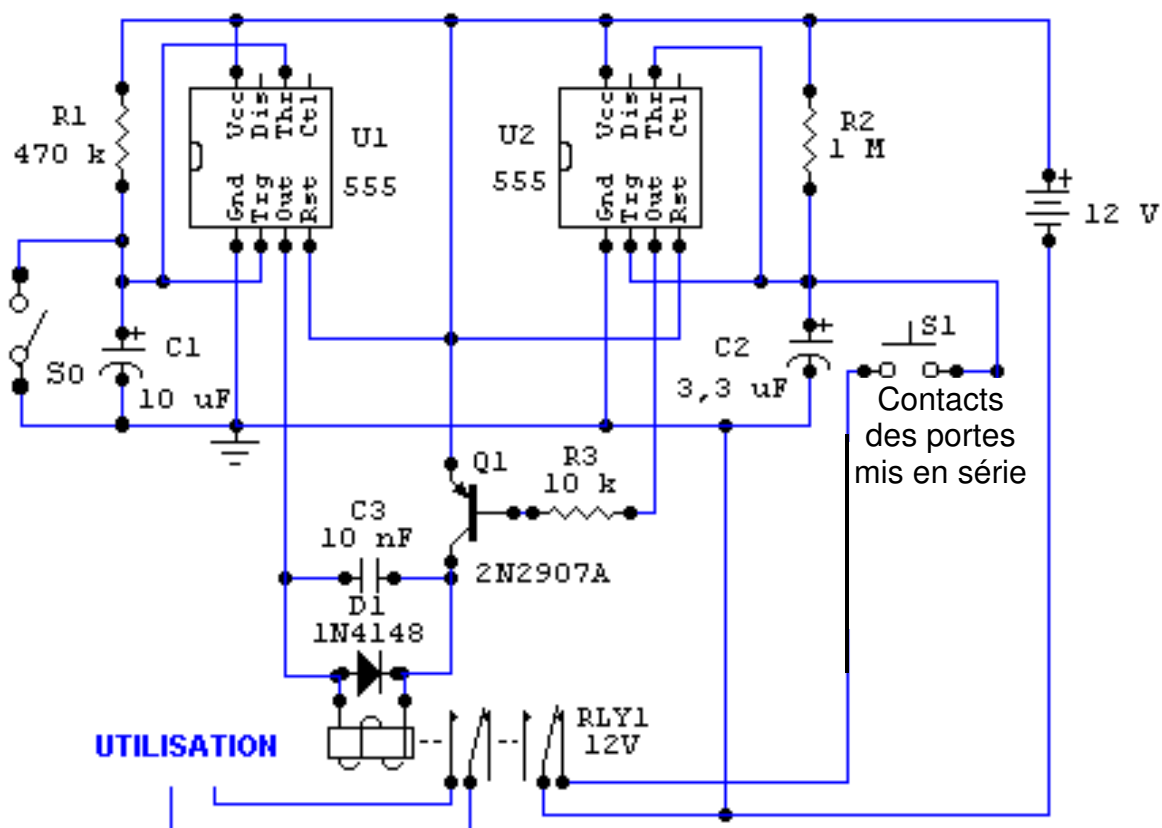 R1
470 k
Vcc
Dis
Thr
Ctl
Gnd
Trg
Out
Rst
U1
555
U2
555
Vcc
Dis
Thr
Ctl
Gnd
Trg
Out
Rst
R2
1 M
+
12 V
S0
+
C1
10 uF
C2
+
3,3 uF
S1
Contacts
des portes
mis en série
Q1
2N2907A
R3
10 k
C3
10 nF
D1
1N4148
RLY1
12V
UTILISATION